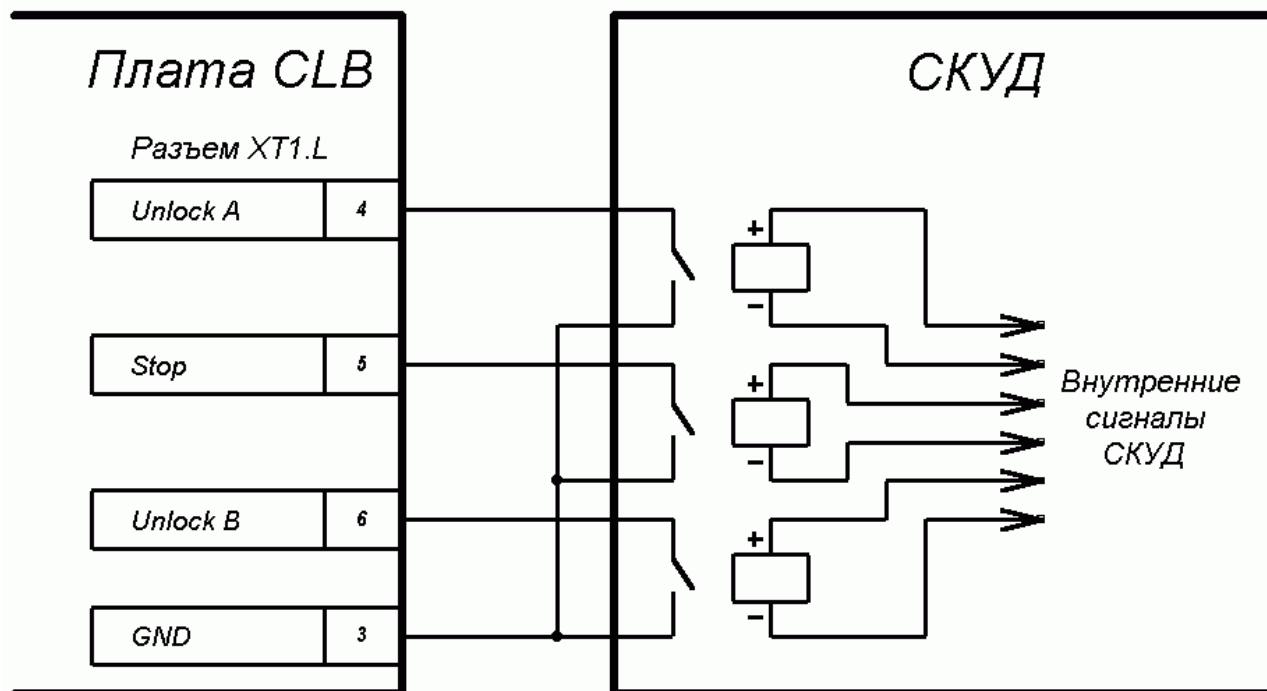 Плата CLB
СКУД
Разъем XT1.L
Unlock A 4
Stop 5
Unlock B 6
GND 3
+
−
+
−
+
−
Внутренние
сигналы
СКУД